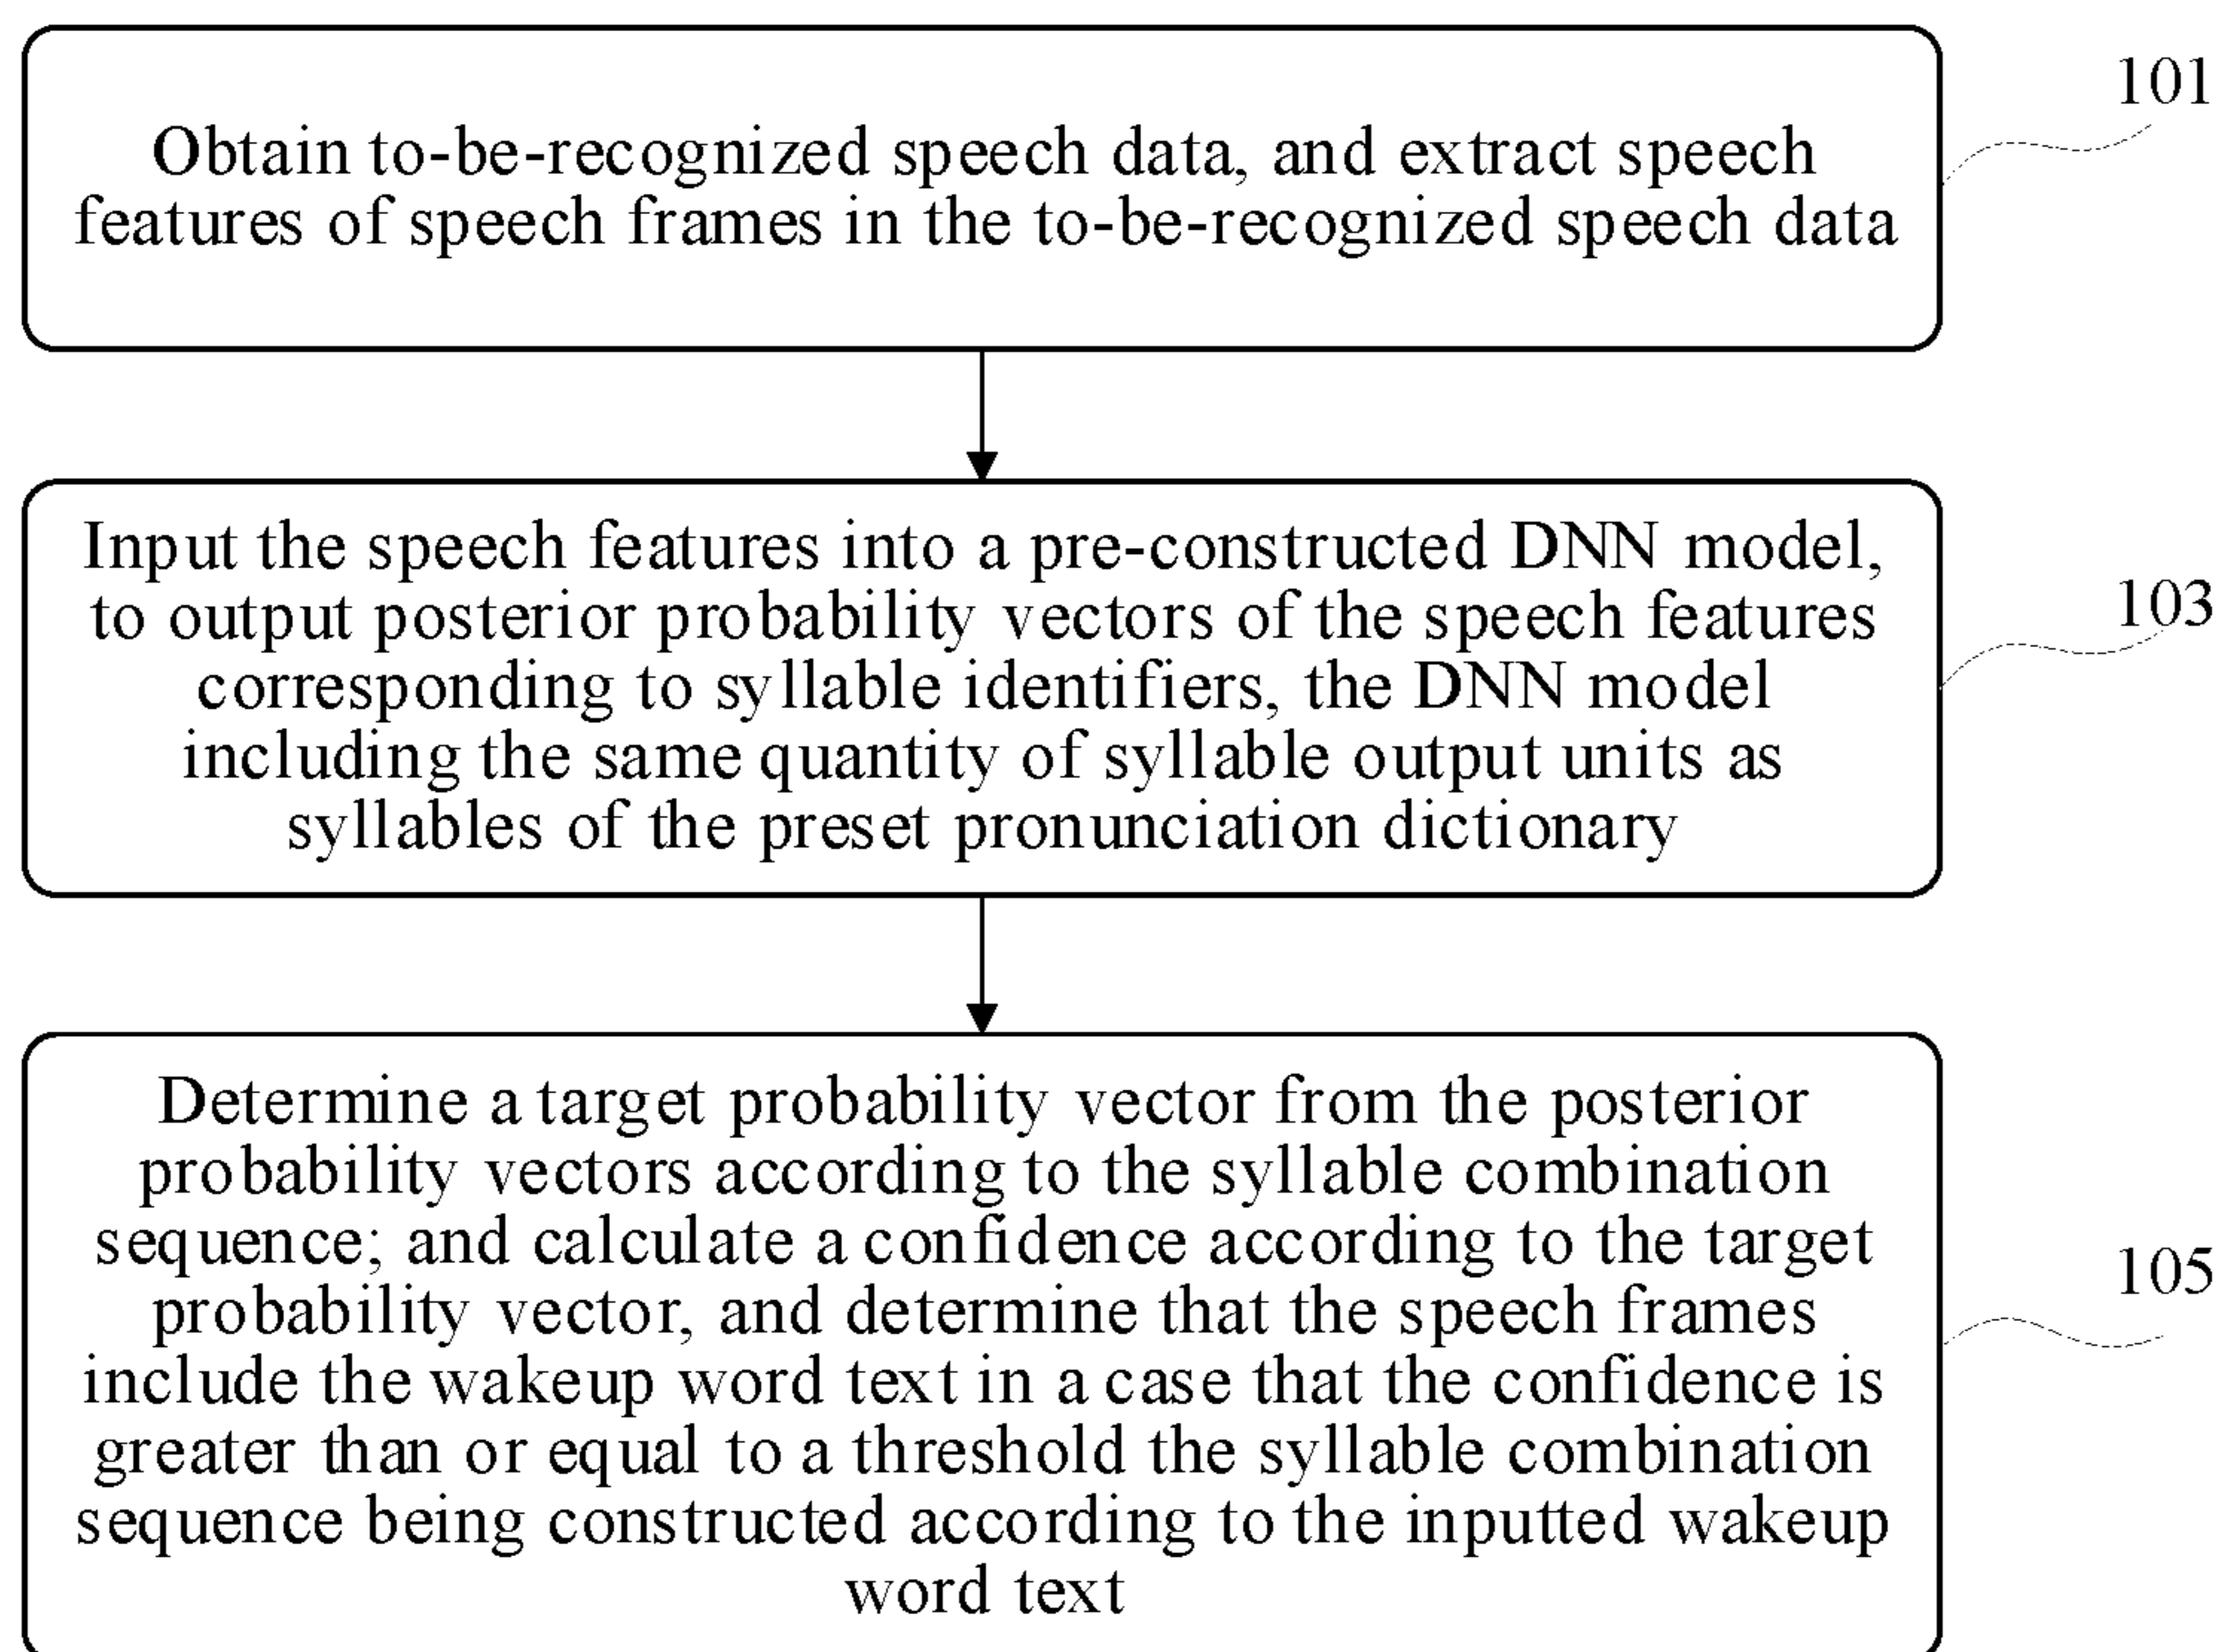 101
Obtain to-be-recognized speech data, and extract speech
features of speech frames in the to-be-recognized speech data
Input the speech features into a pre-constructed DNN model,
to output posterior probability vectors of the speech features
103
corresponding to syllable identifiers, the DNN model
including the same quantity of syllable output units as
syllables of the preset pronunciation dictionary
Determine a target probability vector from the posterior
probability vectors according to the syllable combination
sequence; and calculate a confidence according to the target
105
probability vector, and determine that the speech frames
include the wakeup word text in a case that the confidence is
greater than or equal to a threshold the syllable combination
sequence being constructed according to the inputted wakeup
word text